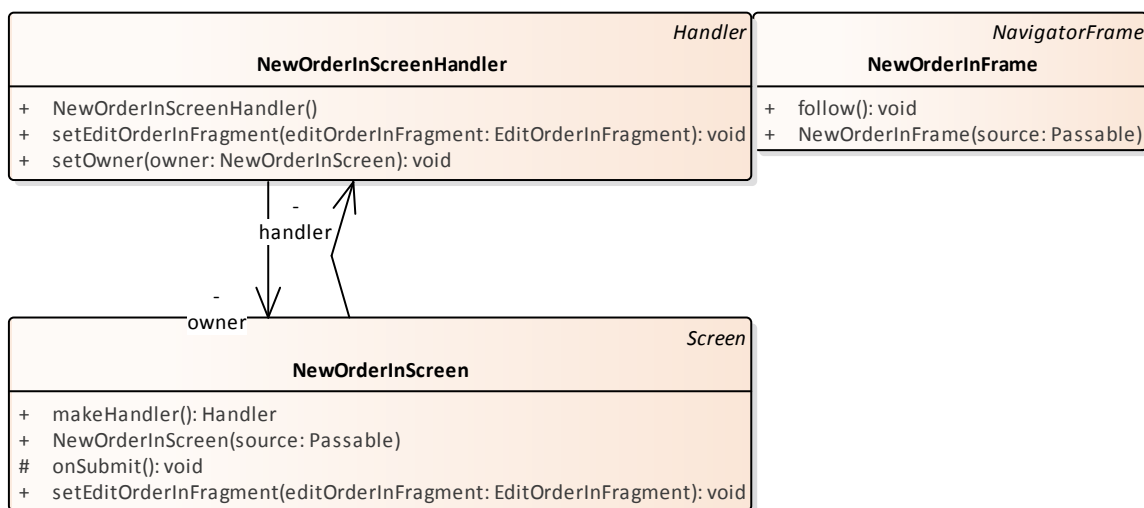 Handler
NewOrderInScreenHandler
+ NewOrderInScreenHandler()
+ setEditOrderInFragment(editOrderInFragment: EditOrderInFragment): void
+ setOwner(owner: NewOrderInScreen): void
NavigatorFrame
NewOrderInFrame
+ follow(): void
+ NewOrderInFrame(source: Passable)
-
handler
-
owner
Screen
NewOrderInScreen
+ makeHandler(): Handler
+ NewOrderInScreen(source: Passable)
# onSubmit(): void
+ setEditOrderInFragment(editOrderInFragment: EditOrderInFragment): void